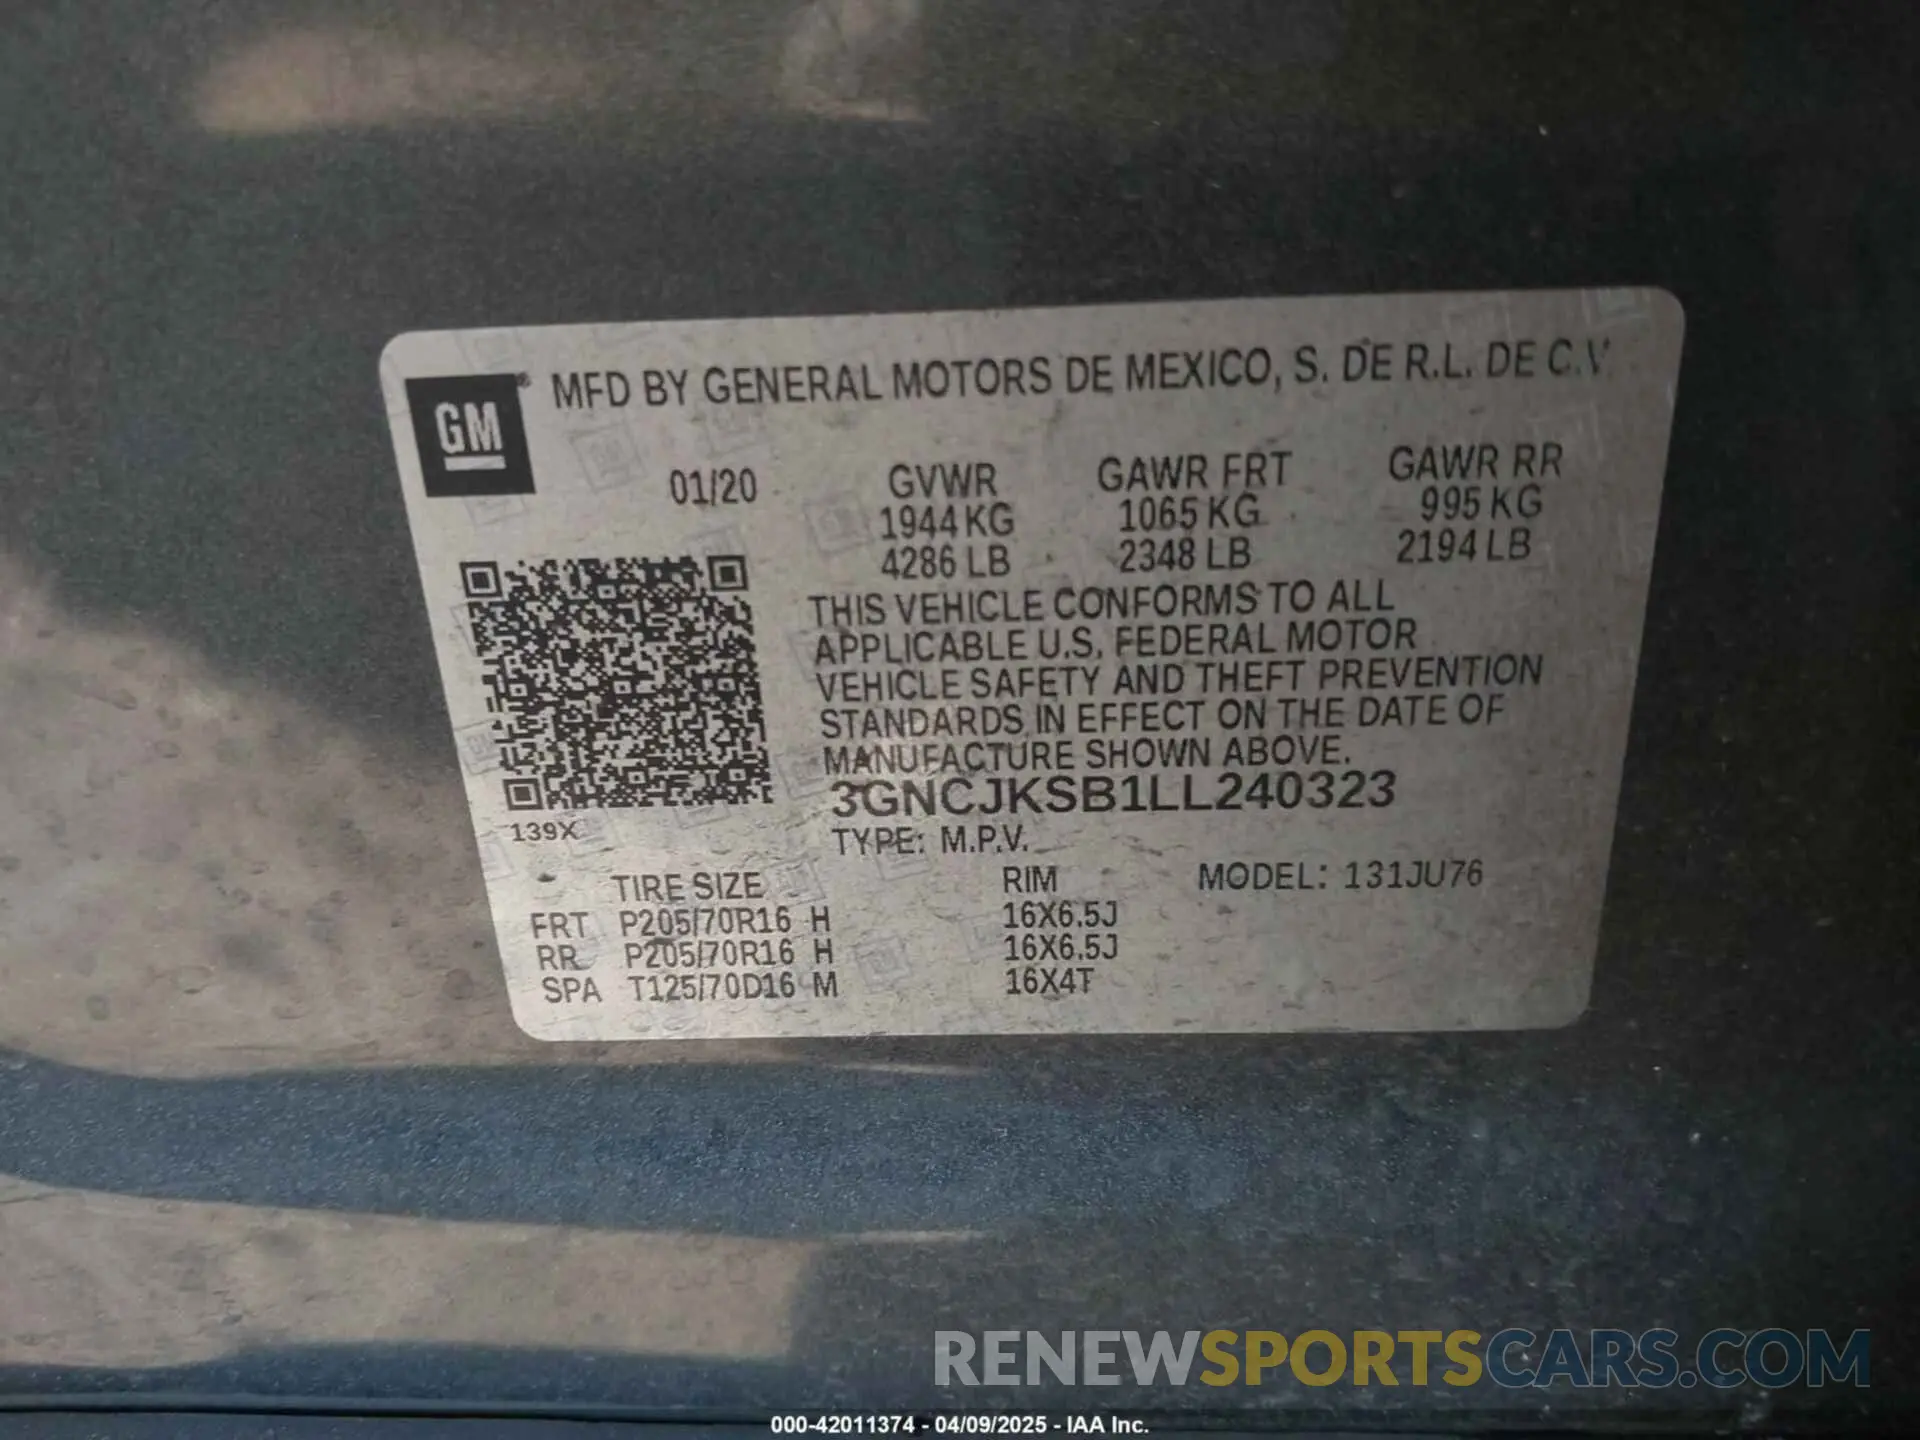 GM®
MFD BY GENERAL MOTORS DE MEXICO, S. DE R.L. DE C.V.
01/20
GVWR GAWR FRT GAWR RR
1944 KG 1065 KG 995 KG
4286 LB 2348 LB 2194 LB
THIS VEHICLE CONFORMS TO ALL
APPLICABLE U.S. FEDERAL MOTOR
VEHICLE SAFETY AND THEFT PREVENTION
STANDARDS IN EFFECT ON THE DATE OF
MANUFACTURE SHOWN ABOVE.
3GNCJKSB1LL240323
139X
TYPE: M.P.V.
TIRE SIZE RIM MODEL: 131JU76
FRT P205/70R16 H 16X6.5J
RR P205/70R16 H 16X6.5J
SPA T125/70D16 M 16X4T
RENEWSPORTSCARS.COM
000-42011374 - 04/09/2025 - IAA Inc.